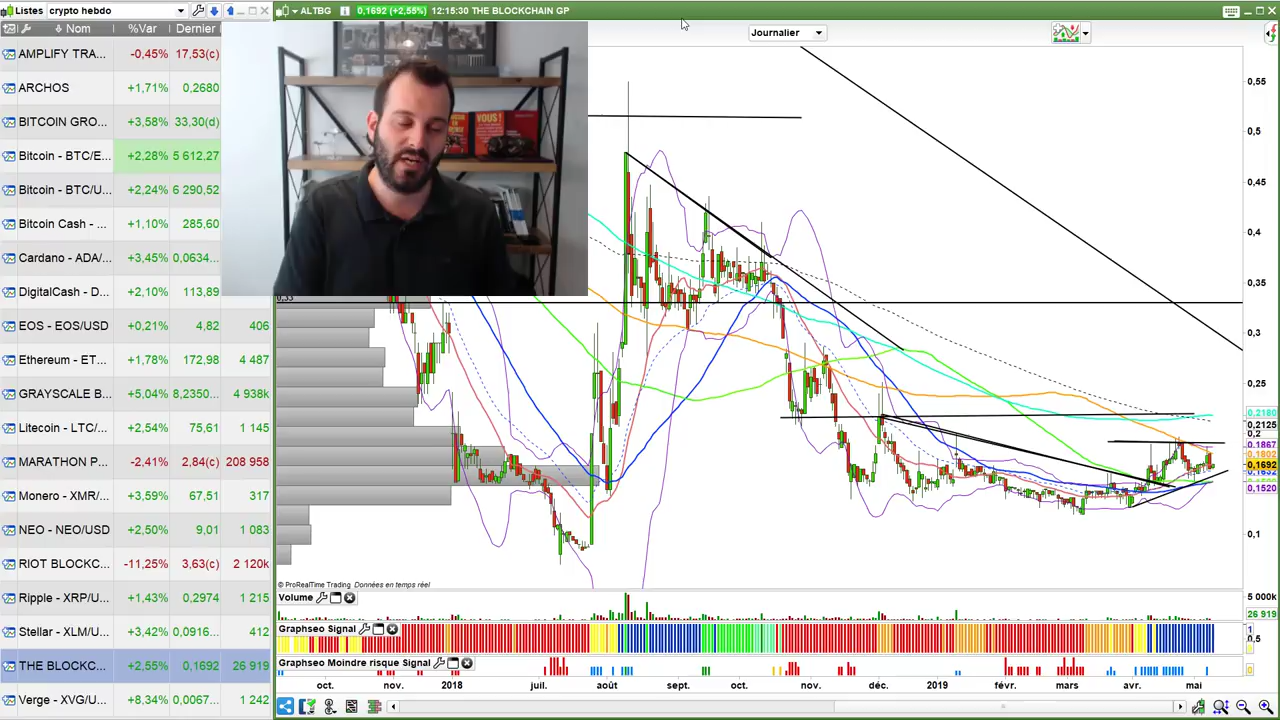 Listes crypto hebdo
Nom %Var Dernier
AMPLIFY TRA... -0,45% 17.53(c)
ARCHOS +1,71% 0,2680
BITCOIN GRO... +3,58% 33.30(d)
Bitcoin - BTC/E... +2,28% 5 612,27
Bitcoin - BTC/U... +2,24% 6 290,52
Bitcoin Cash - ... +1,10% 285,60
Cardano - ADA/... +3,45% 0,0634...
Digital - D... +2,10% 113,89
EOS - EOS/USD +0,21% 4,82 406
Ethereum - ET... +1,78% 172,98 4 487
GRAYSCALE B... +5,04% 8,2350... 4 938k
Litecoin - LTC/... +2,54% 75,61 1 145
MARATHON P... -2,41% 2,84(c) 208 958
Monero - XMR/... +3,59% 67,51 317
NEO - NEO/USD +2,50% 9,01 1 083
RIOT BLOCKC... -11,25% 3,63(c) 2 120k
Ripple - XRP/U... +1,43% 0,2974 1 215
Stellar - XLM/U... +3,42% 0,0916... 412
THE BLOCKC... +2,55% 0,1692 26 919
Verge - XVG/U... +8,34% 0,0067... 1 242
ALTBG 0,1692 (+2,55%) 12:15:30 THE BLOCKCHAIN GP
Journalier
VOUS !
0,55
0,5
0,45
0,4
0,35
0,3
0,25
0,2180
0,2125
0,2
0,1867
0,1802
0,1692
0,1520
0,1
0,33
© ProRealTime Trading Données en temps réel
Volume
5 000k
26 919
Graphseo Signal
1
0,5
Graphseo Moindre risque Signal
0
oct. nov. 2018 juil. août sept. oct. nov. déc. 2019 févr. mars avr. mai